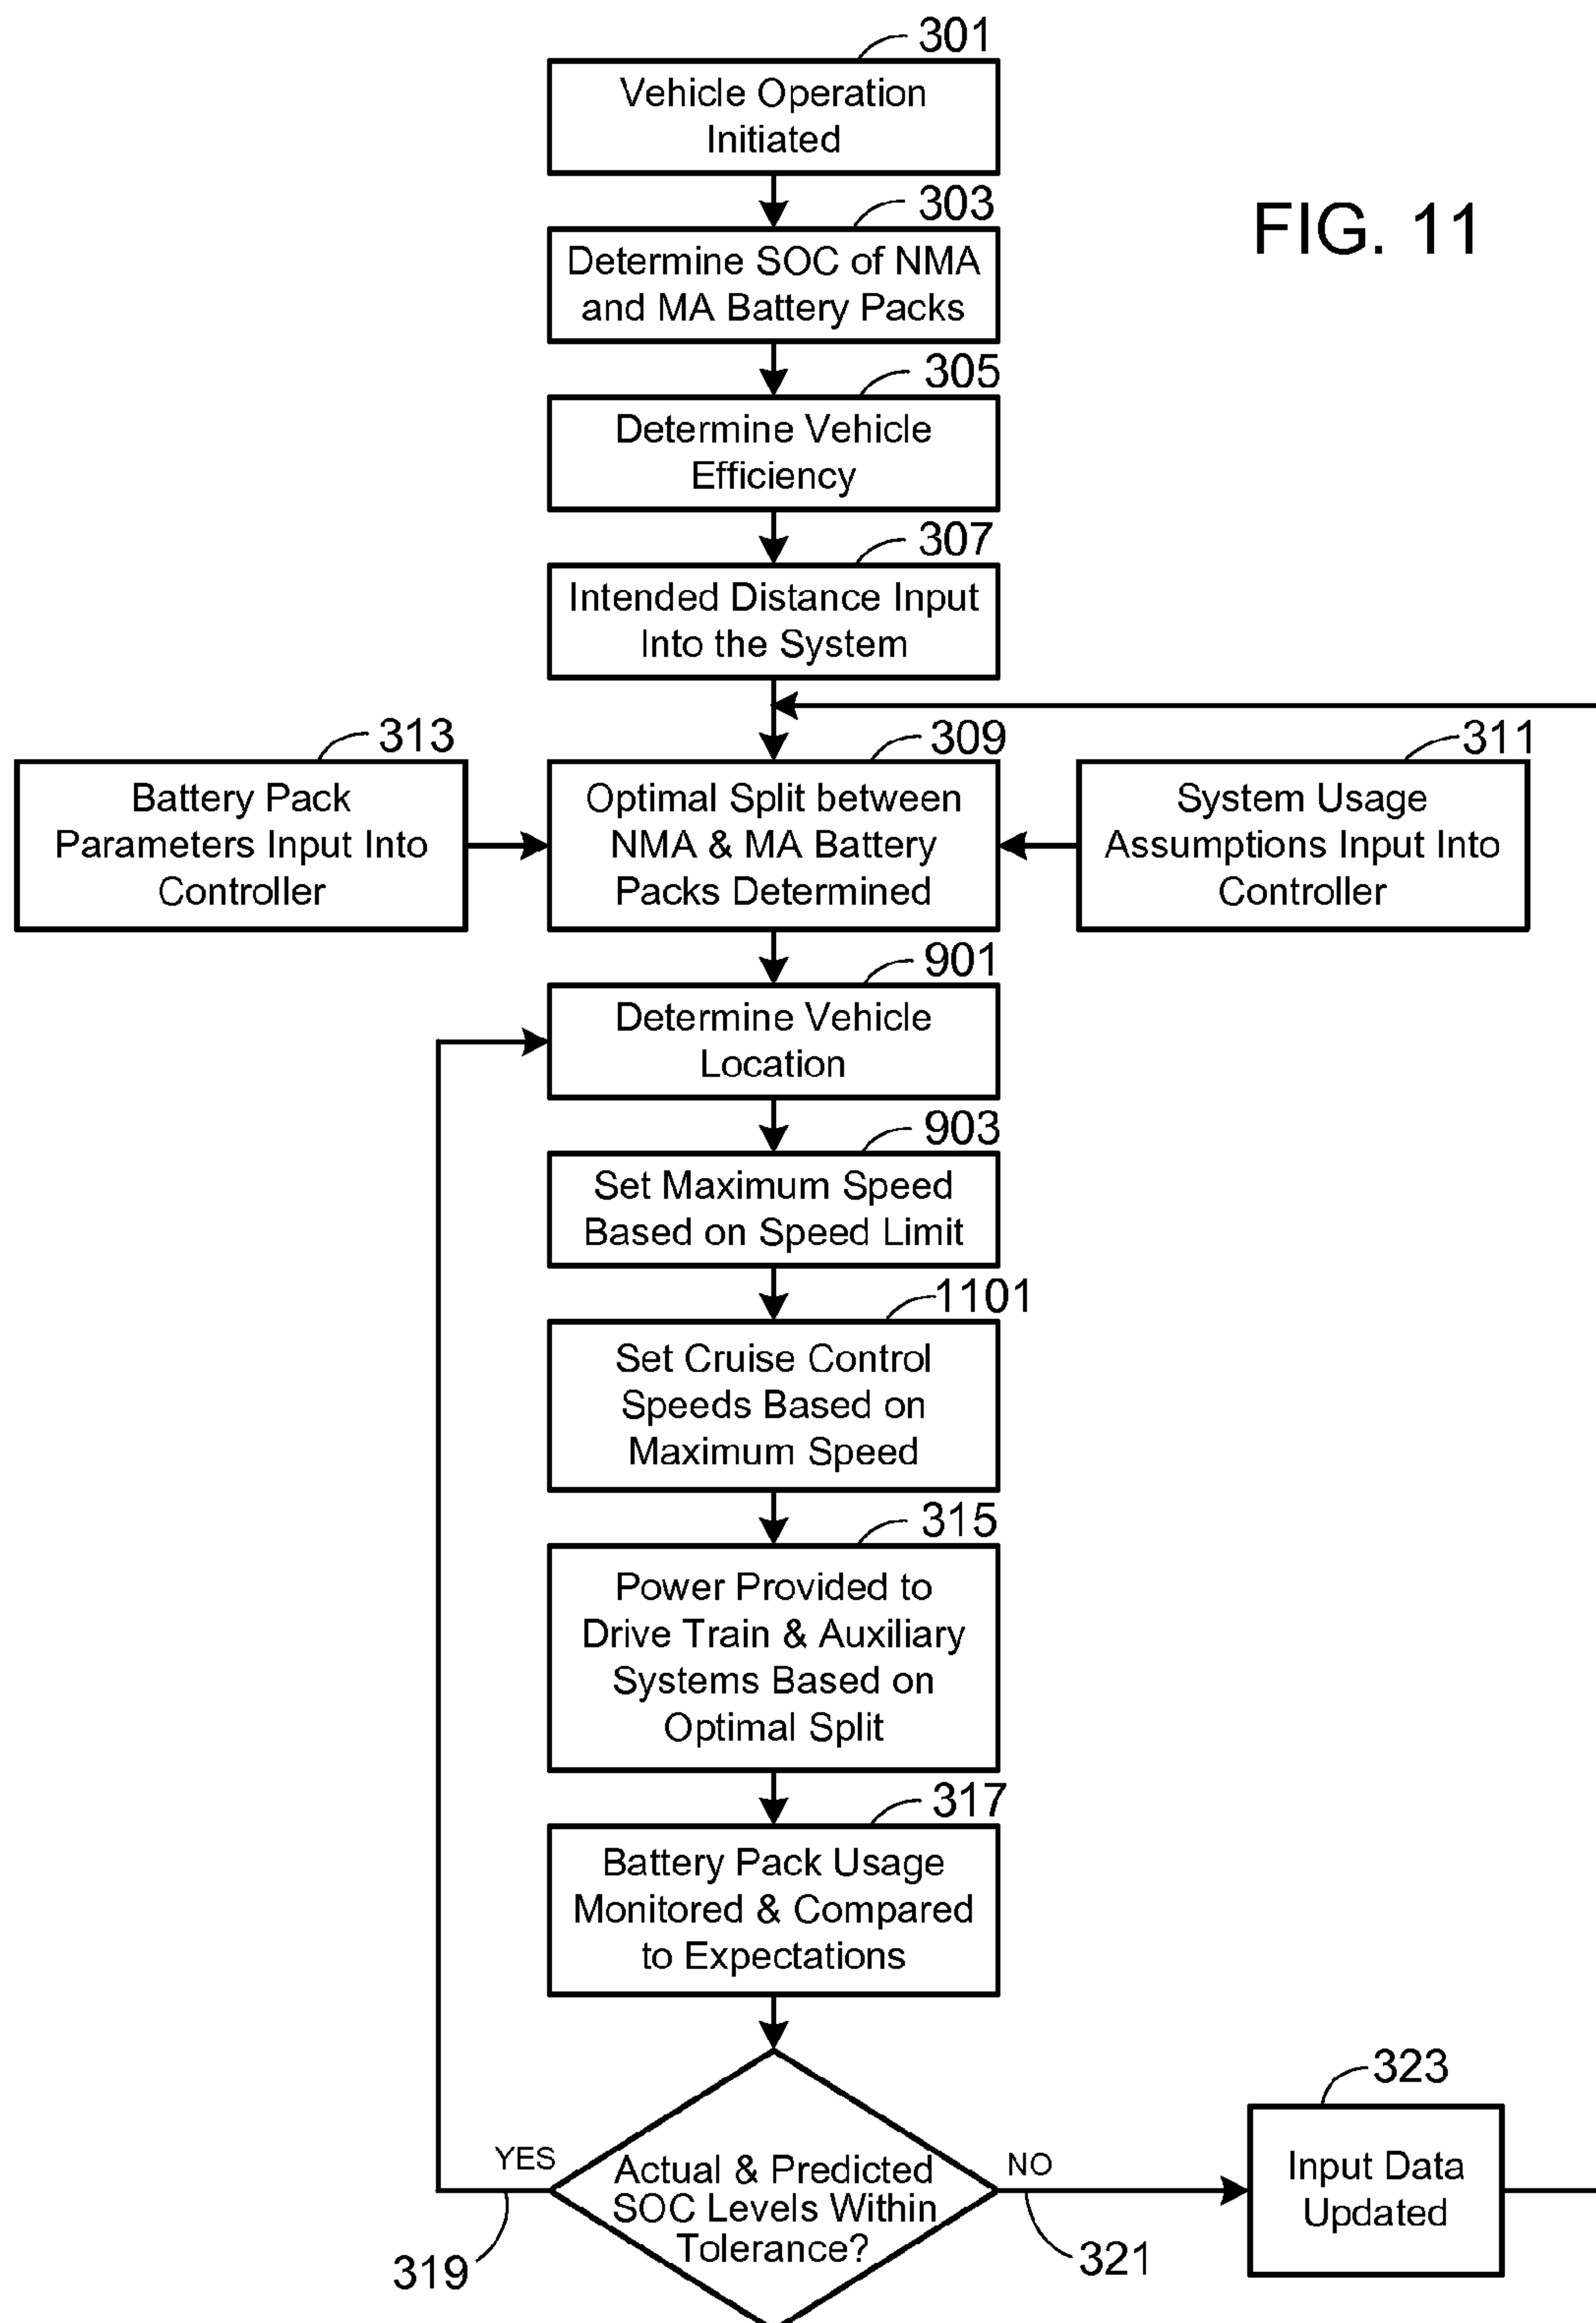 301
Vehicle Operation
Initiated
FIG. 11
303
Determine SOC of NMA
and MA Battery Packs
305
Determine Vehicle
Efficiency
307
Intended Distance Input
Into the System
313
Battery Pack
Parameters Input Into
Controller
309
Optimal Split between
NMA & MA Battery
Packs Determined
311
System Usage
Assumptions Input Into
Controller
901
Determine Vehicle
Location
903
Set Maximum Speed
Based on Speed Limit
1101
Set Cruise Control
Speeds Based on
Maximum Speed
315
Power Provided to
Drive Train & Auxiliary
Systems Based on
Optimal Split
317
Battery Pack Usage
Monitored & Compared
to Expectations
YES
319
Actual & Predicted
SOC Levels Within
Tolerance?
NO
321
323
Input Data
Updated